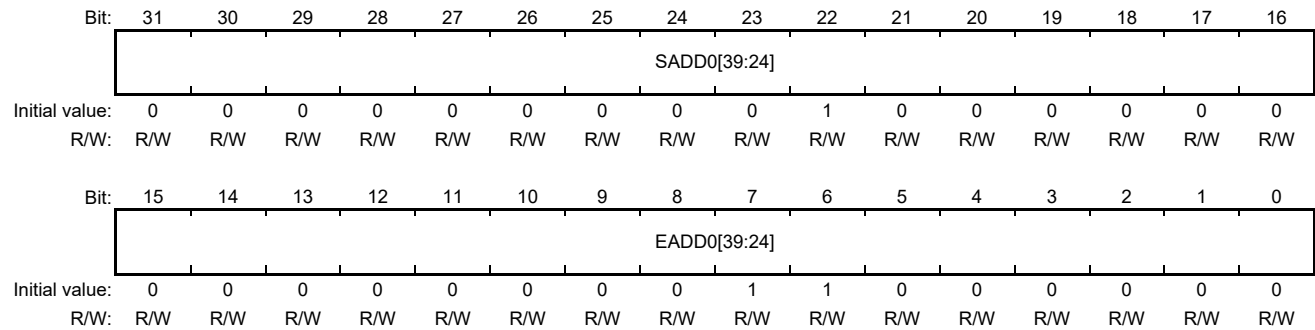 Bit: 31 30 29 28 27 26 25 24 23 22 21 20 19 18 17 16
SADD0[39:24]
Initial value: 0 0 0 0 0 0 0 0 0 1 0 0 0 0 0 0
R/W: R/W R/W R/W R/W R/W R/W R/W R/W R/W R/W R/W R/W R/W R/W R/W R/W
Bit: 15 14 13 12 11 10 9 8 7 6 5 4 3 2 1 0
EADD0[39:24]
Initial value: 0 0 0 0 0 0 0 0 1 1 0 0 0 0 0 0
R/W: R/W R/W R/W R/W R/W R/W R/W R/W R/W R/W R/W R/W R/W R/W R/W R/W